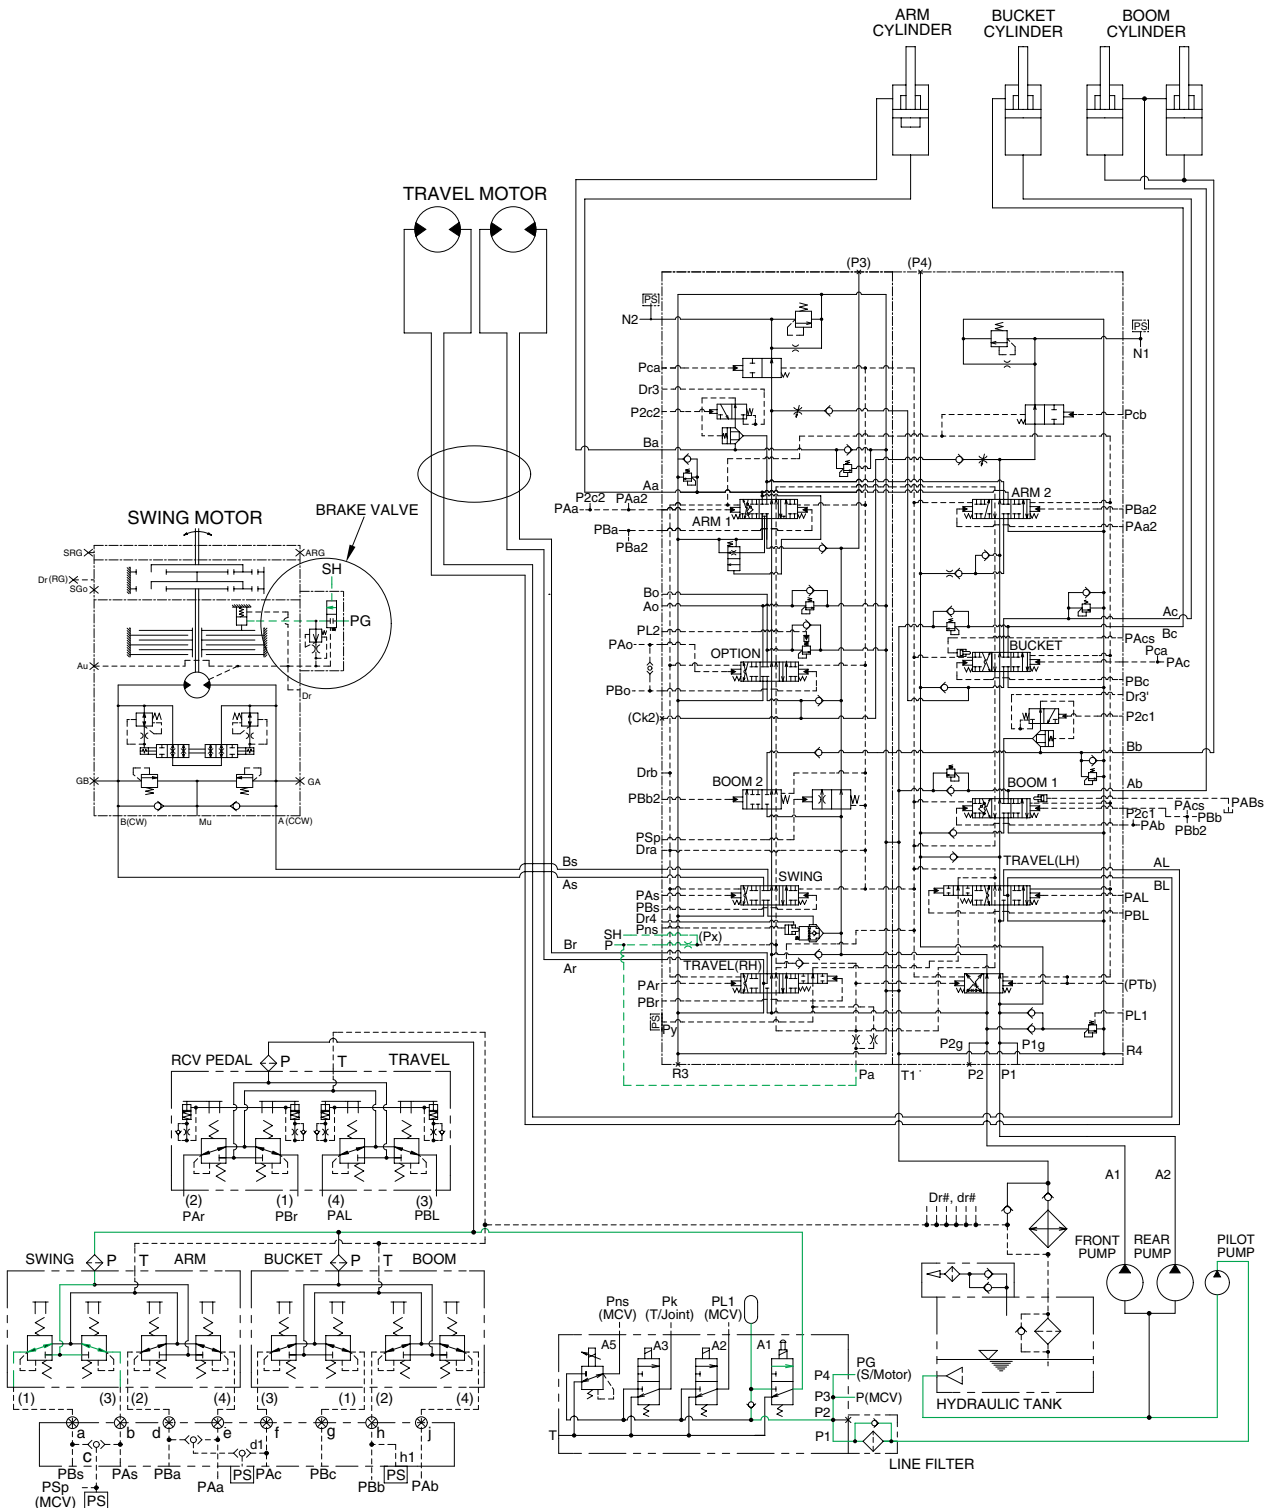 ARM CYLINDER
BUCKET CYLINDER
BOOM CYLINDER
TRAVEL MOTOR
SWING MOTOR
BRAKE VALVE
SRG
ARG
SH
Dr(RG)
SGo
PG
Au
Dr
GB
GA
B(CW)
Mu
A(CCW)
(P3)
(P4)
PS
N2
PS
N1
Pca
Dr3
P2c2
Pcb
Ba
Aa
P2c2
PAa2
PAa
ARM 1
ARM 2
PBa2
PAa2
PBa
PBa2
Bo
Ao
Ac
PL2
Bc
PAo
PAcs
OPTION
BUCKET
Pca
PAc
PBo
PBc
Dr3'
(Ck2)
P2c1
Bb
Drb
BOOM 2
BOOM 1
Ab
PBb2
PAcs
PABs
P2c1
PBb
PAb
PBb2
PSp
Dra
Bs
As
SWING
TRAVEL(LH)
AL
BL
PAs
PAL
PBs
PBL
Dr4
Pns
SH
P
(Px)
Br
Ar
TRAVEL(RH)
PAr
(PTb)
PBr
PS
Py
PL1
P2g
P1g
R4
R3
Pa
T1
P2
P1
RCV PEDAL
P
T
TRAVEL
(2)
PAr
(1)
PBr
(4)
PAL
(3)
PBL
Dr#, dr#
A1
A2
FRONT PUMP
REAR PUMP
PILOT PUMP
SWING
P
T
ARM
BUCKET
P
T
BOOM
(1)
(3)
(2)
(4)
(3)
(1)
(2)
(4)
a
b
d
e
f
g
h
j
c
d1
h1
PBs
PAs
PBa
PAa
PS
PAc
PBc
PBb
PS
PAb
PSp
(MCV)
PS
Pns
(MCV)
Pk
(T/Joint)
PL1
(MCV)
A5
A3
A2
A1
P4
PG
(S/Motor)
P3
P(MCV)
P2
P1
T
LINE FILTER
HYDRAULIC TANK